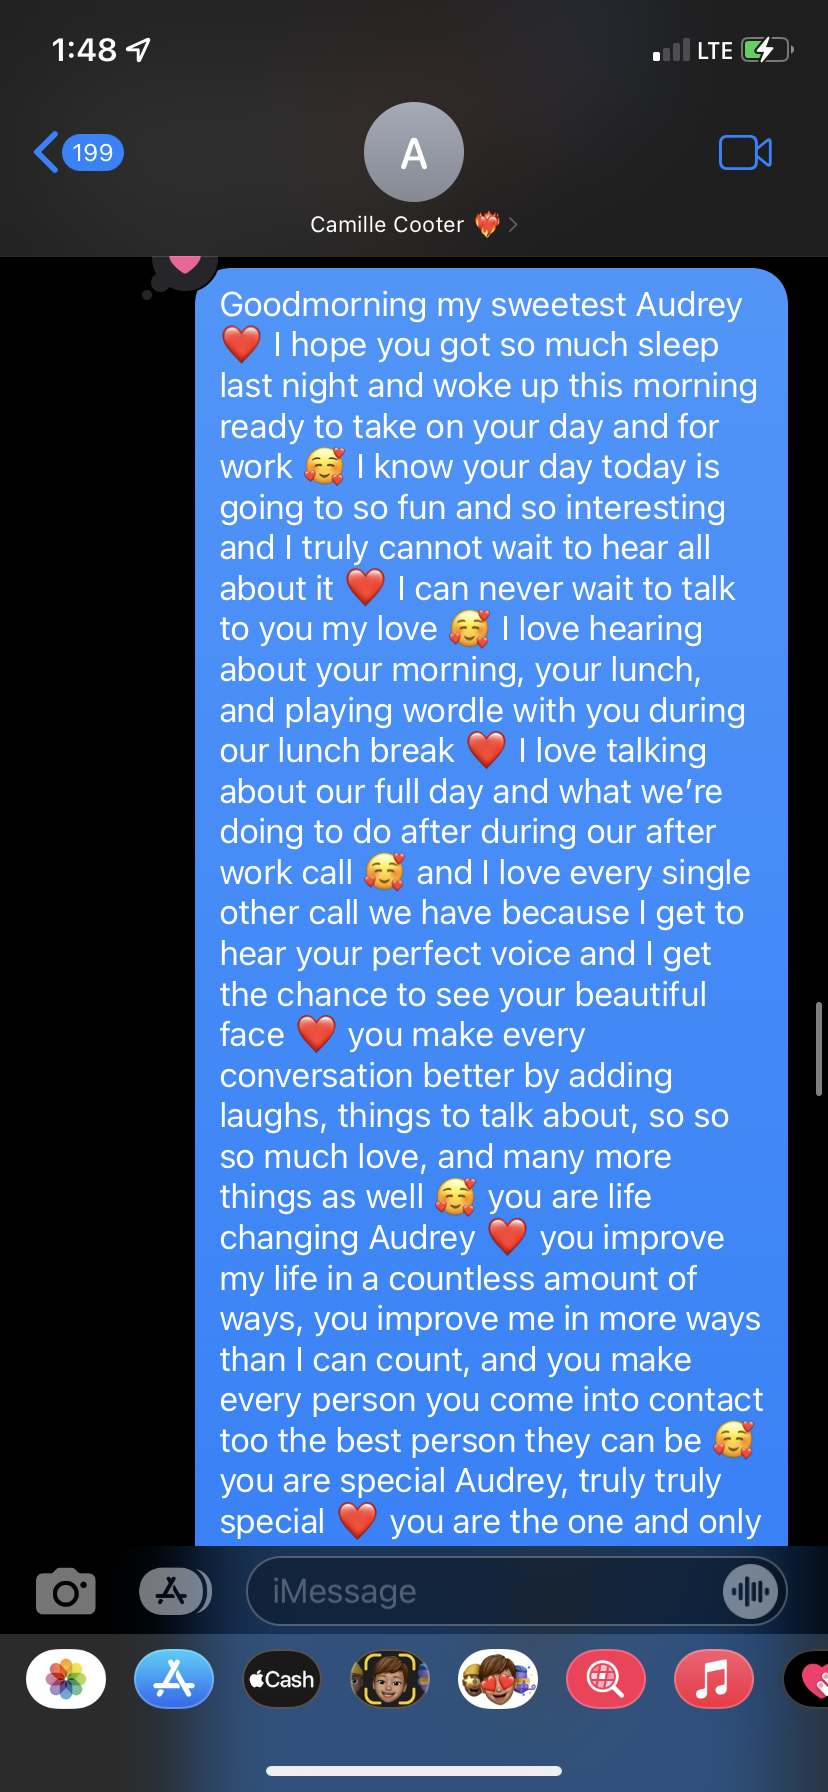 1:48 LTE
199
A
Camille Cooter ❤️‍🔥
Goodmorning my sweetest Audrey
❤️ I hope you got so much sleep
last night and woke up this morning
ready to take on your day and for
work 🥰 I know your day today is
going to so fun and so interesting
and I truly cannot wait to hear all
about it ❤️ I can never wait to talk
to you my love 🥰 I love hearing
about your morning, your lunch,
and playing wordle with you during
our lunch break ❤️ I love talking
about our full day and what we’re
doing to do after during our after
work call 🥰 and I love every single
other call we have because I get to
hear your perfect voice and I get
the chance to see your beautiful
face ❤️ you make every
conversation better by adding
laughs, things to talk about, so so
so much love, and many more
things as well 🥰 you are life
changing Audrey ❤️ you improve
my life in a countless amount of
ways, you improve me in more ways
than I can count, and you make
every person you come into contact
too the best person they can be 🥰
you are special Audrey, truly truly
special ❤️ you are the one and only
iMessage
Cash